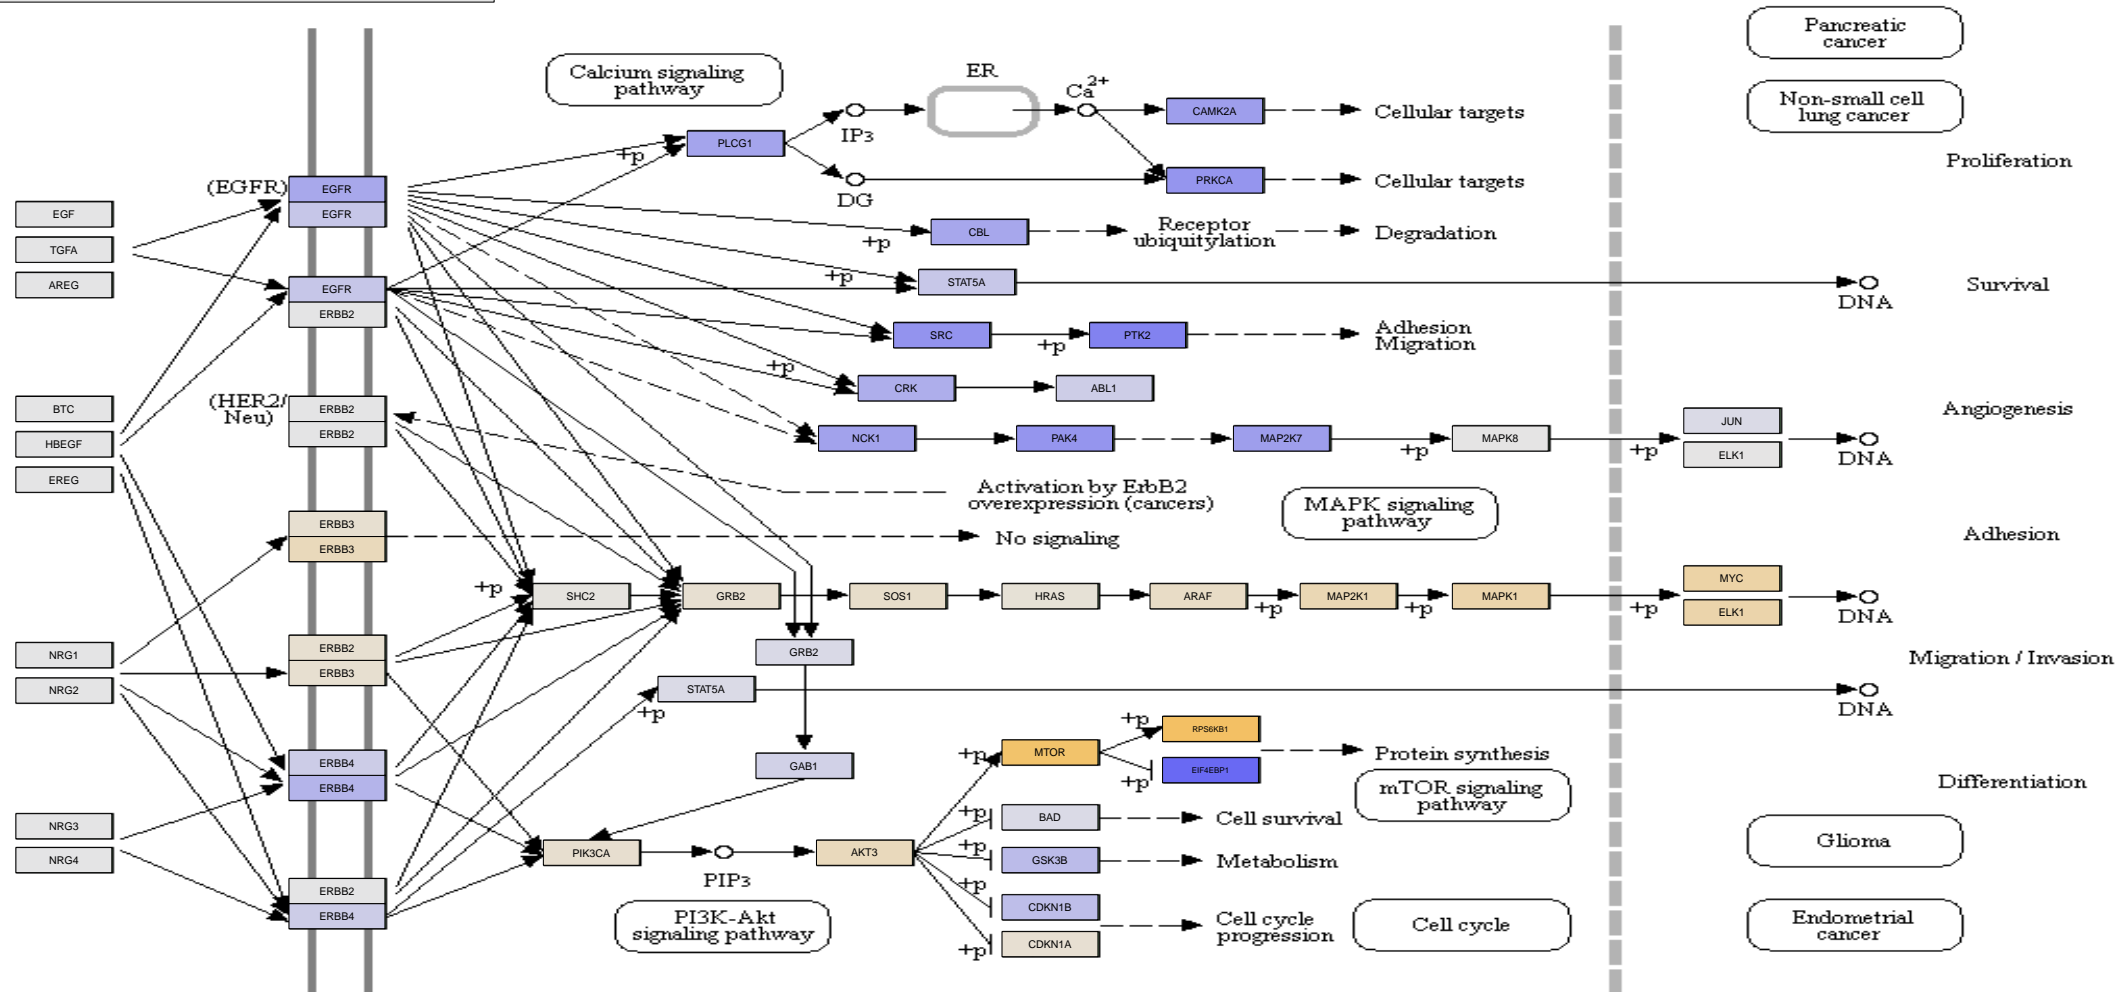 Pancreatic
cancer
Calcium signaling
pathway
ER
Ca2+
Non-small cell
lung cancer
CAMK2A
Cellular targets
IP3
PLCG1
+p
Proliferation
(EGFR)
EGFR
EGFR
DG
PRKCA
Cellular targets
EGF
TGFA
AREG
+p
CBL
Receptor
ubiquitylation
Degradation
+p
STAT5A
DNA
Survival
EGFR
ERBB2
SRC
+p
PTK2
Adhesion
Migration
+p
CRK
ABL1
BTC
HBEGF
EREG
(HER2/
Neu)
ERBB2
ERBB2
NCK1
PAK4
MAP2K7
+p
MAPK8
+p
JUN
ELK1
DNA
Angiogenesis
Activation by ErbB2
overexpression (cancers)
MAPK signaling
pathway
ERBB3
ERBB3
No signaling
Adhesion
+p
SHC2
GRB2
SOS1
HRAS
ARAF
+p
MAP2K1
+p
MAPK1
+p
MYC
ELK1
DNA
NRG1
NRG2
ERBB2
ERBB3
GRB2
Migration / Invasion
+p
STAT5A
DNA
ERBB4
ERBB4
GAB1
+p
MTOR
+p
RPS6KB1
+p
EIF4EBP1
Protein synthesis
mTOR signaling
pathway
Differentiation
NRG3
NRG4
+p
BAD
Cell survival
PIK3CA
PIP3
AKT3
+p
GSK3B
Metabolism
Glioma
ERBB2
ERBB4
+p
CDKN1B
+p
CDKN1A
Cell cycle
progression
PI3K-Akt
signaling pathway
Cell cycle
Endometrial
cancer